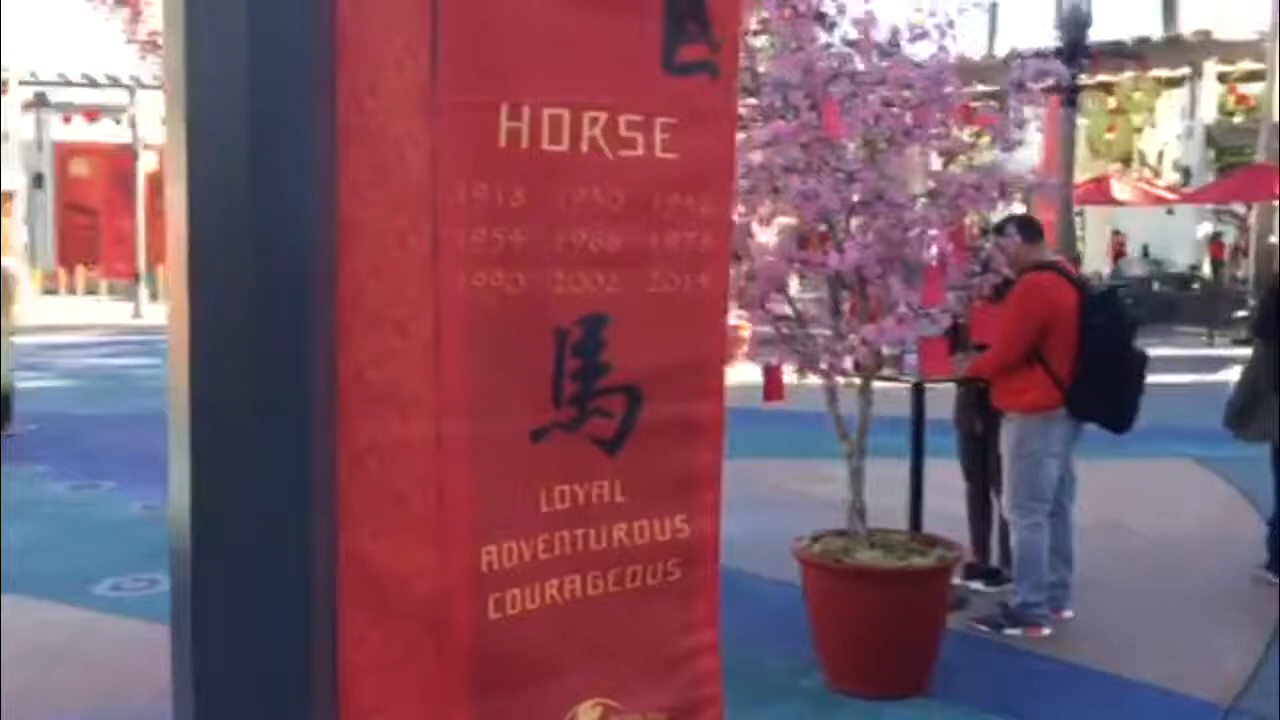 HORSE
1918 1930 1942
1954 1966 1978
1990 2002 2014
馬
LOYAL
ADVENTUROUS
COURAGEOUS